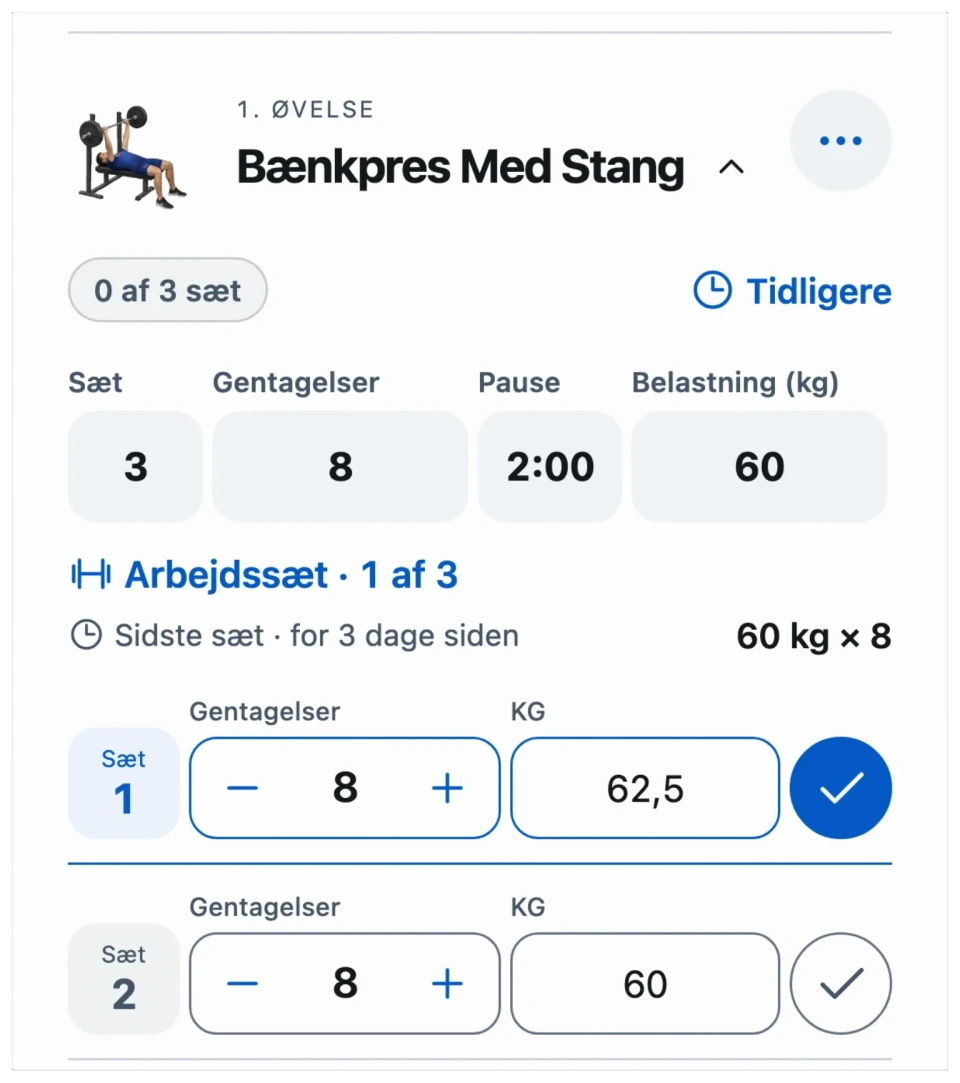 1. ØVELSE
Bænkpres Med Stang
0 af 3 sæt
Tidligere
Sæt Gentagelser Pause Belastning (kg)
3 8 2:00 60
Arbejdssæt · 1 af 3
Sidste sæt · for 3 dage siden 60 kg × 8
Gentagelser KG
Sæt
1 − 8 + 62,5
Gentagelser KG
Sæt
2 − 8 + 60